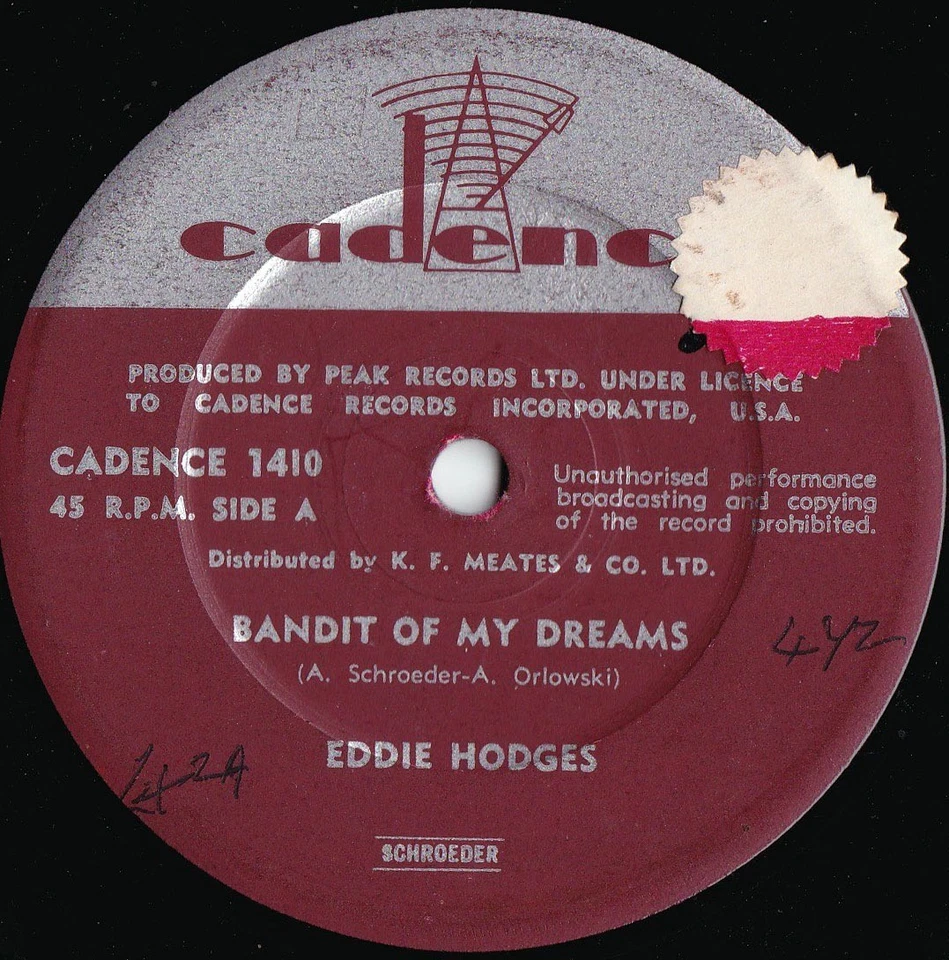 cadenc
PRODUCED BY PEAK RECORDS LTD. UNDER LICENCE
TO CADENCE RECORDS INCORPORATED, U.S.A.
CADENCE 1410
45 R.P.M. SIDE A
Unauthorised performance
broadcasting and copying
of the record prohibited.
Distributed by K. F. MEATES & CO. LTD.
BANDIT OF MY DREAMS
(A. Schroeder-A. Orlowski)
EDDIE HODGES
SCHROEDER